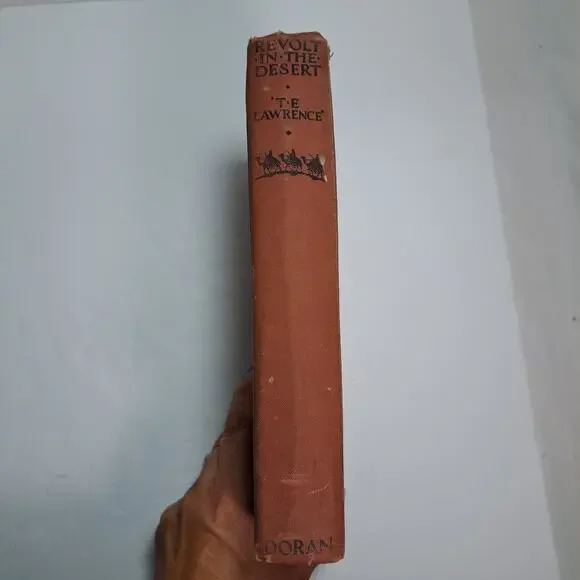 REVOLT
·IN·THE·
DESERT
·
'T·E
LAWRENCE'
·
DORAN